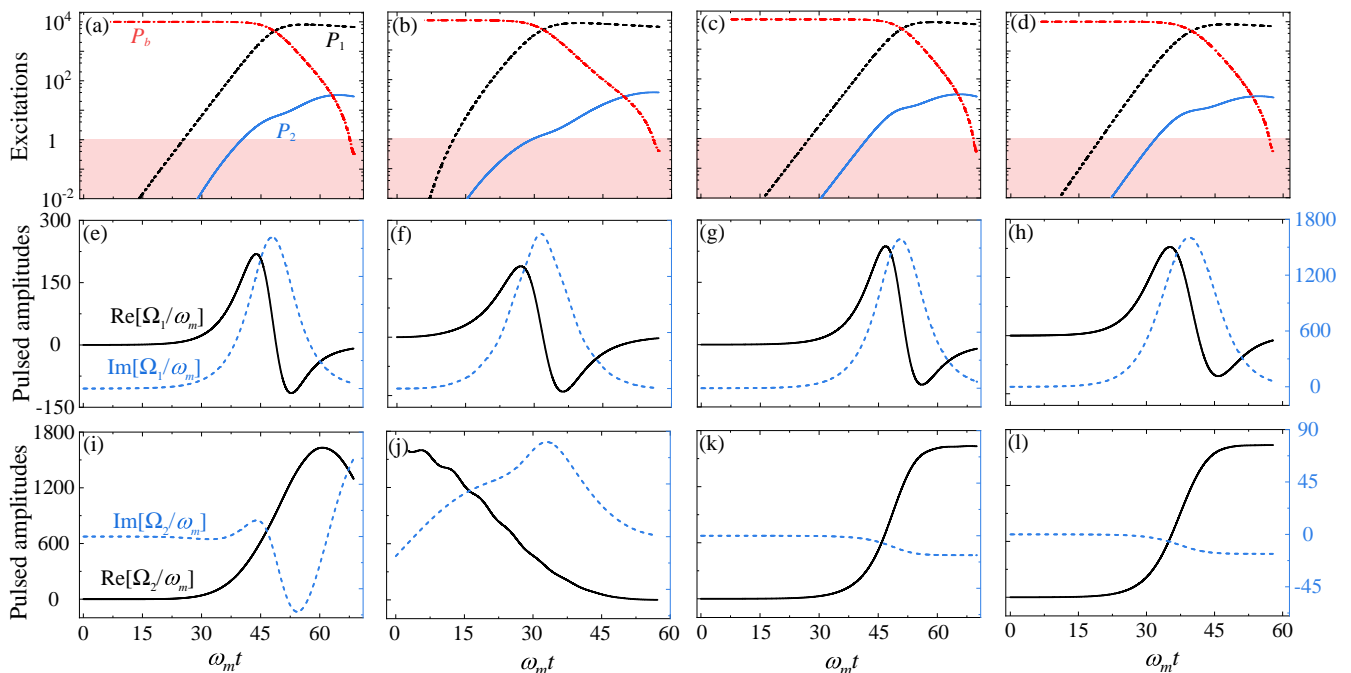 (a) (b) (c) (d)
P_b P_1
P_2
Excitations
10^4
10^2
1
10^-2
(e) (f) (g) (h)
Re[Ω_1/ω_m]
Im[Ω_1/ω_m]
Pulsed amplitudes
300
150
0
-150
1800
1200
600
0
(i) (j) (k) (l)
Im[Ω_2/ω_m]
Re[Ω_2/ω_m]
Pulsed amplitudes
1800
1200
600
0
90
45
0
-45
0 15 30 45 60 0 15 30 45 60 0 15 30 45 60 0 15 30 45 60
ω_m t ω_m t ω_m t ω_m t